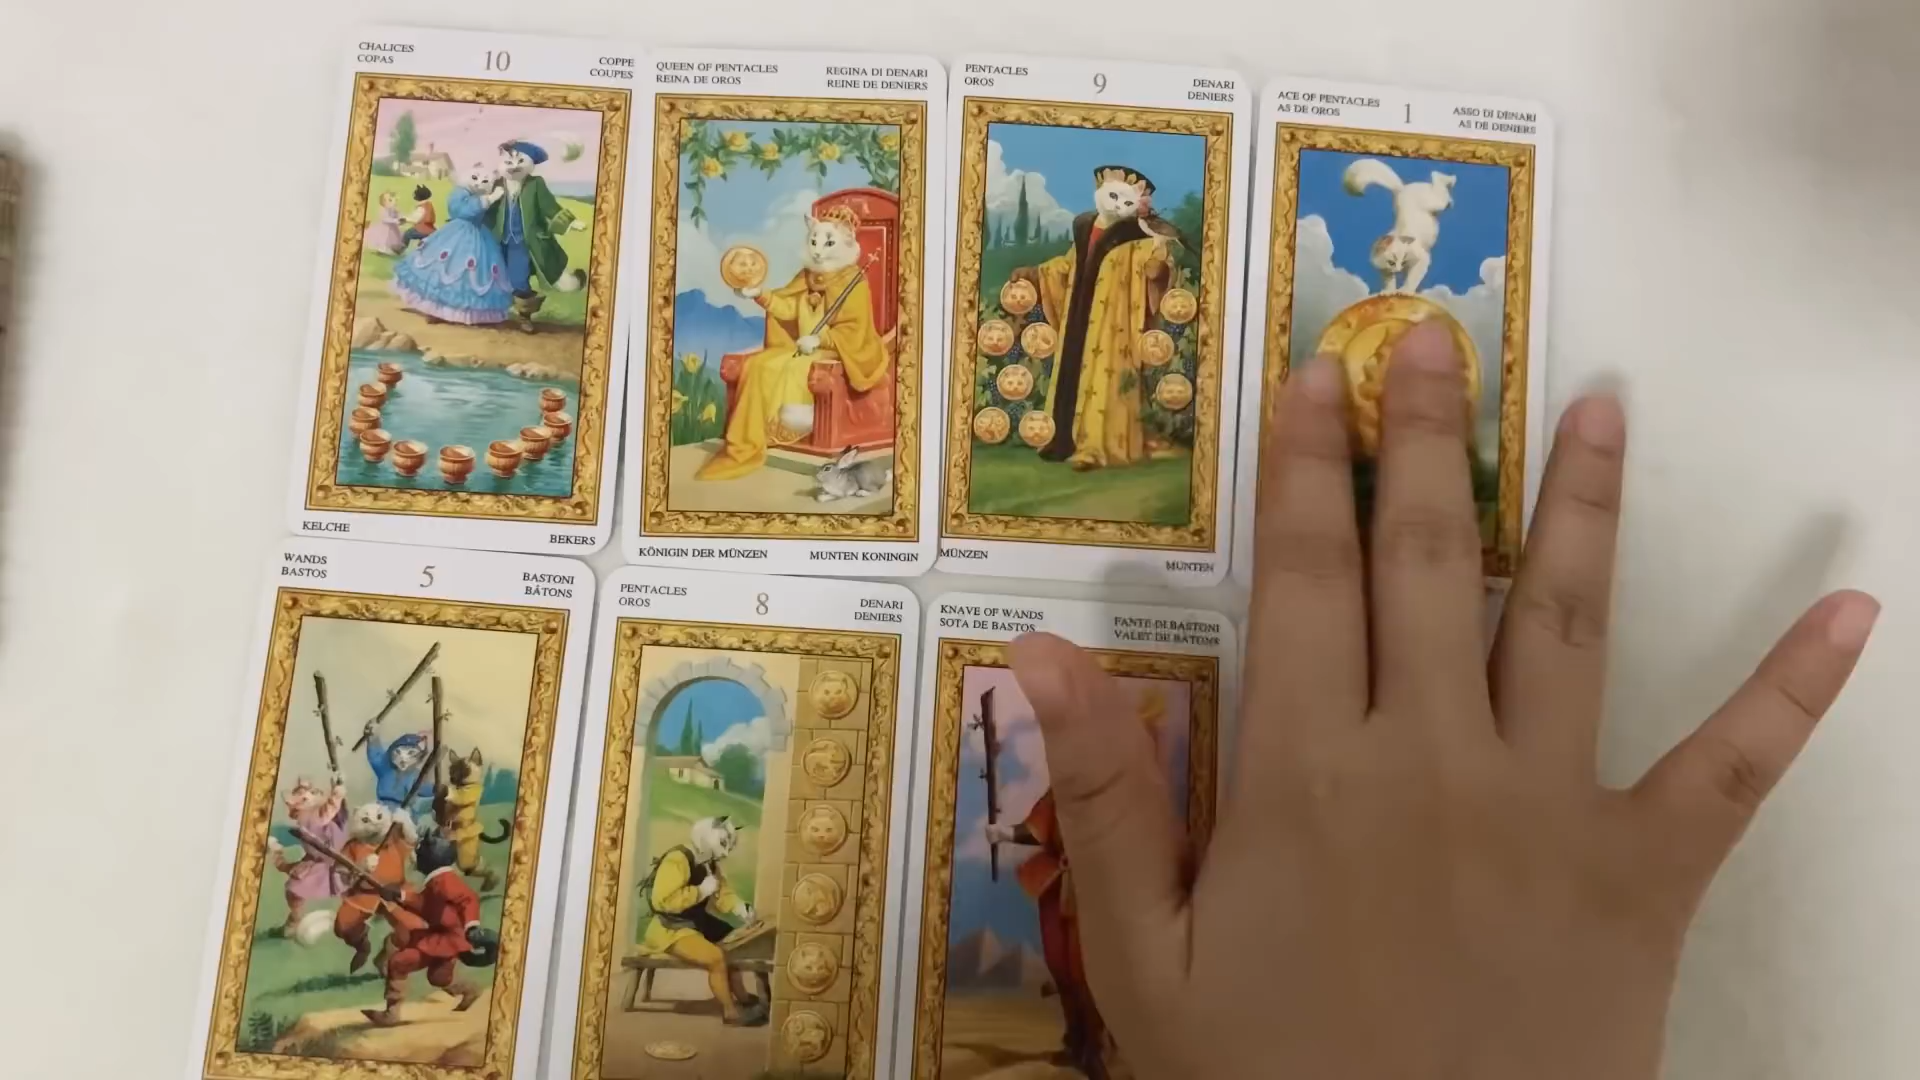 CHALICES
COPAS
10
COPPE
COUPES
KELCHE
BEKERS
QUEEN OF PENTACLES
REINA DE OROS
REGINA DI DENARI
REINE DE DENIERS
KÖNIGIN DER MÜNZEN
MUNTEN KONINGIN
PENTACLES
OROS
9
DENARI
DENIERS
MÜNZEN
MUNTEN
ACE OF PENTACLES
AS DE OROS
1
ASSO DI DENARI
AS DE DENIERS
WANDS
BASTOS
5
BASTONI
BÂTONS
PENTACLES
OROS
8
DENARI
DENIERS
KNAVE OF WANDS
SOTA DE BASTOS
FANTE DI BASTONI
VALET DE BÂTONS